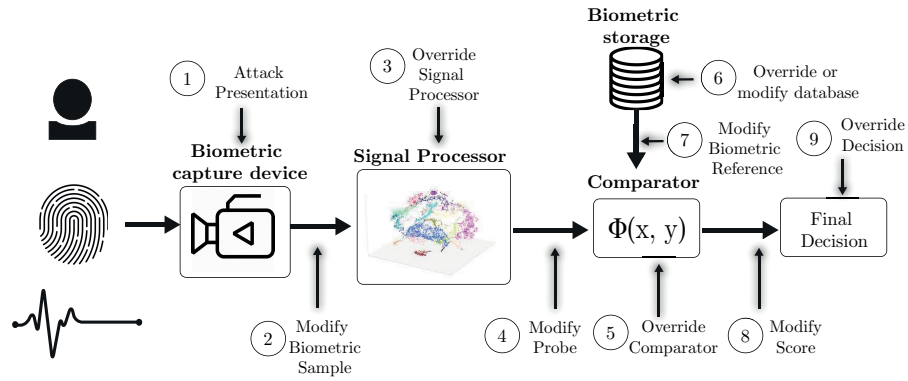 Biometric
storage
1
Attack
Presentation
3
Override
Signal
Processor
6
Override or
modify database
7
Modify
Biometric
Reference
9
Override
Decision
Biometric
capture device
Signal Processor
Comparator
Φ(x, y)
Final
Decision
2
Modify
Biometric
Sample
4
Modify
Probe
5
Override
Comparator
8
Modify
Score